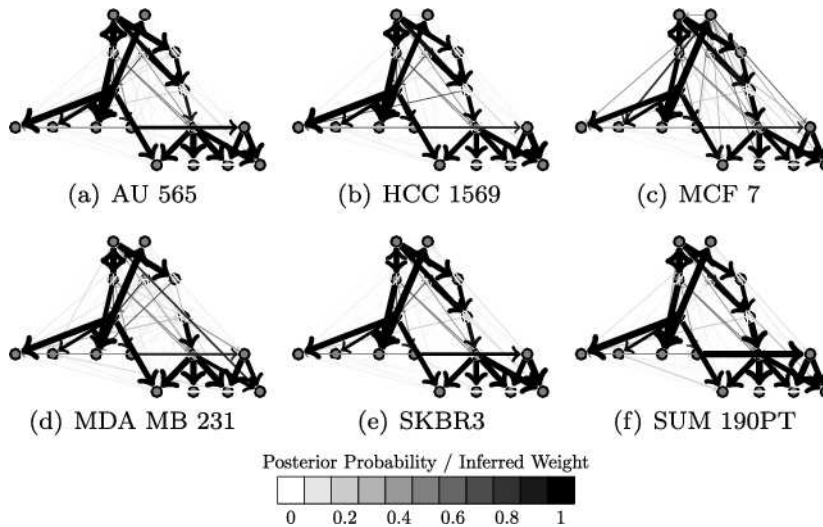 (a) AU 565
(b) HCC 1569
(c) MCF 7
(d) MDA MB 231
(e) SKBR3
(f) SUM 190PT
Posterior Probability / Inferred Weight
0 0.2 0.4 0.6 0.8 1